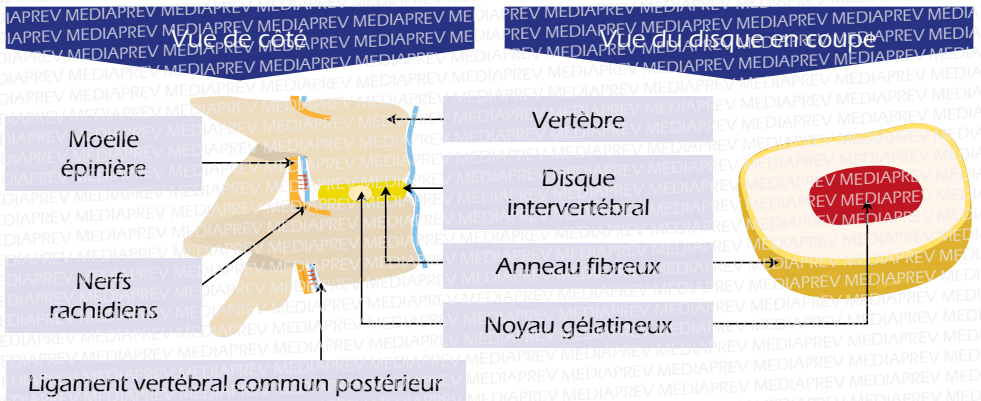 Vue de coté
Vue du disque en coupe
Moelle
épinière
Nerfs
rachidiens
Ligament vertébral commun postérieur
Vertèbre
Disque
intervertébral
Anneau fibreux
Noyau gélatineux
MEDIAPREV